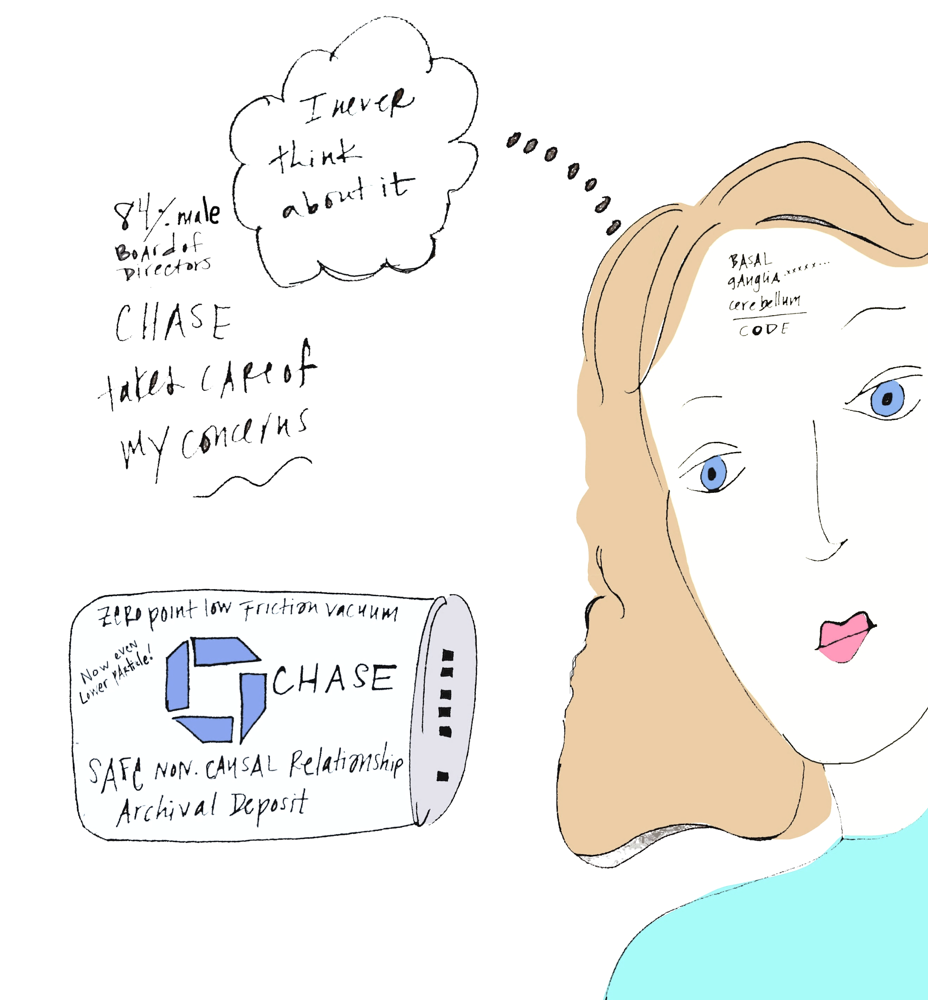 I never
think
about it
84% male
Board of
Directors
CHASE
takes CARE of
my concerns
BASAL
gANgliA.xxxxx...
cerebellum
CODE
ZERO point low Friction vacuum
Now even
Lower pArticle!
CHASE
SAFE NON. CAUSAL Relationship
Archival Deposit